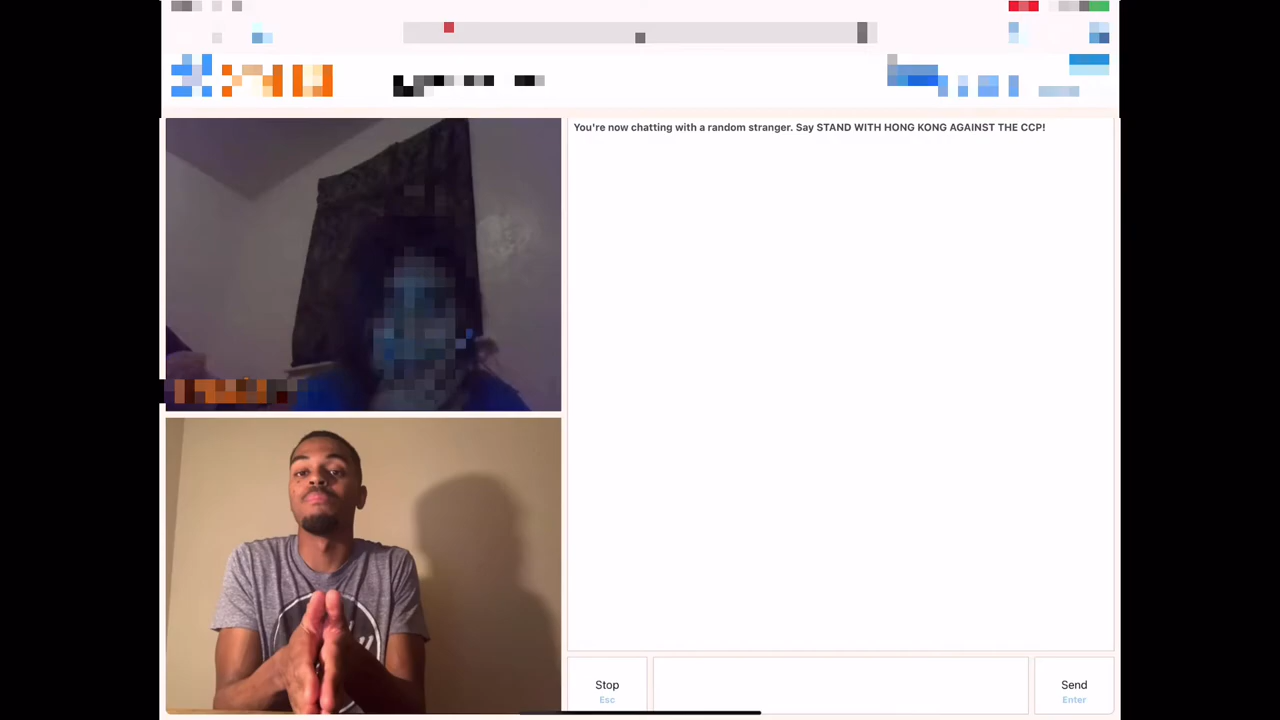 You're now chatting with a random stranger. Say STAND WITH HONG KONG AGAINST THE CCP!
Stop
Esc
Send
Enter